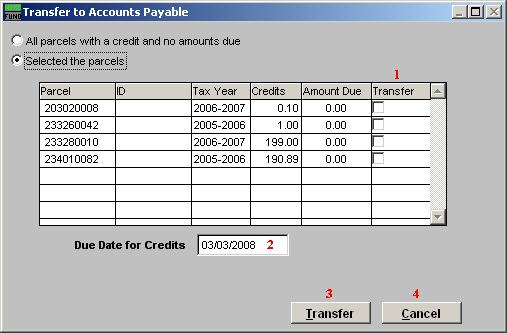 FUND
Transfer to Accounts Payable
All parcels with a credit and no amounts due
Selected the parcels
1
Parcel ID Tax Year Credits Amount Due Transfer
203020008 2006-2007 0.10 0.00
233260042 2005-2006 1.00 0.00
233280010 2006-2007 199.00 0.00
234010082 2005-2006 190.89 0.00
Due Date for Credits 03/03/2008 2
3 4
Transfer Cancel